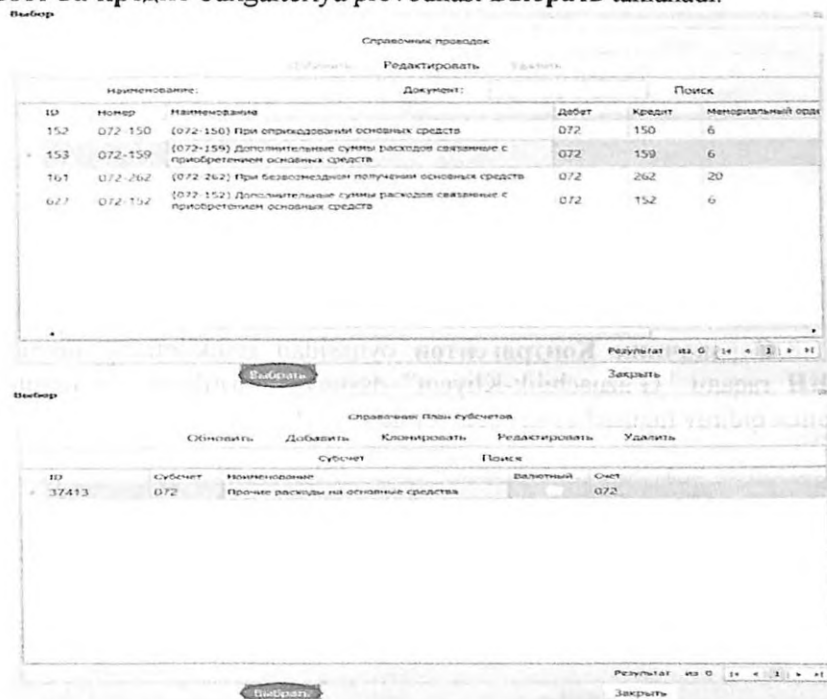 Выбрать tanlanadi.
Выбор
Справочник проводок
Редактировать Удалить
Наименование: Документ: Поиск
ID Номер Наименование Дебет Кредит Мемориальный орде
152 072-150 (072-150) При оприходовании основных средств 072 150 6
153 072-159 (072-159) Дополнительные суммы расходов связанные с приобретением основных средств 072 159 6
161 072-262 (072-262) При безвозмездном получении основных средств 072 262 20
627 072-152 (072-152) Дополнительные суммы расходов связанные с приобретением основных средств 072 152 6
Результат из 0 1
Выбрать Закрыть
Выбор
Справочник План субсчетов
Обновить Добавить Клонировать Редактировать Удалить
Субсчет Поиск
ID Субсчет Наименование Валютный Счет
37413 072 Прочие расходы на основные средства 072
Результат из 0 1
Выбрать Закрыть